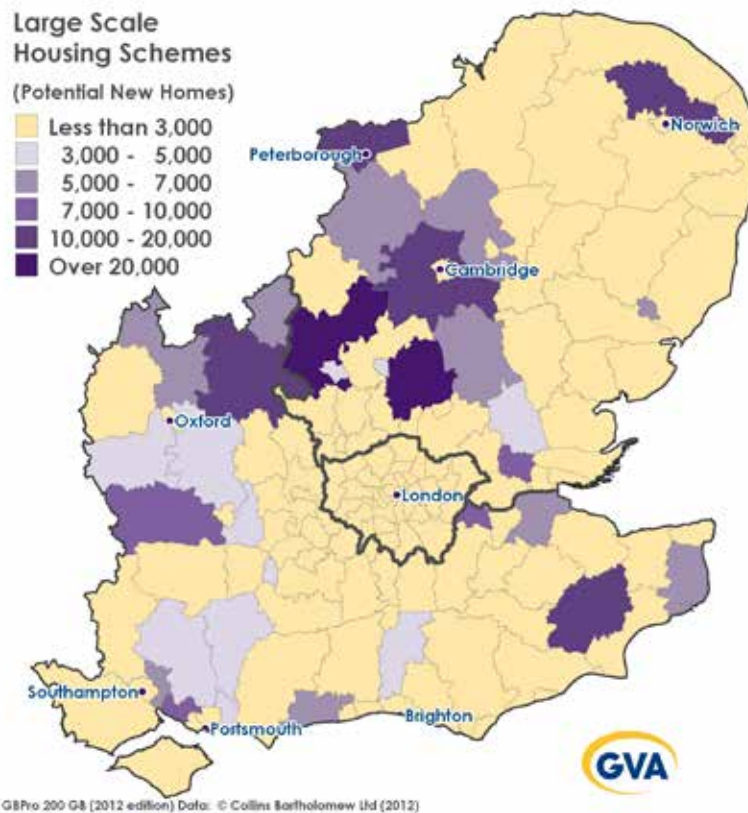 Large Scale
Housing Schemes
(Potential New Homes)
Less than 3,000
3,000 - 5,000
5,000 - 7,000
7,000 - 10,000
10,000 - 20,000
Over 20,000
Norwich
Peterborough
Cambridge
Oxford
London
Southampton
Portsmouth
Brighton
GVA
GBPro 200 GB (2012 edition) Data: © Collins Bartholomew Ltd (2012)